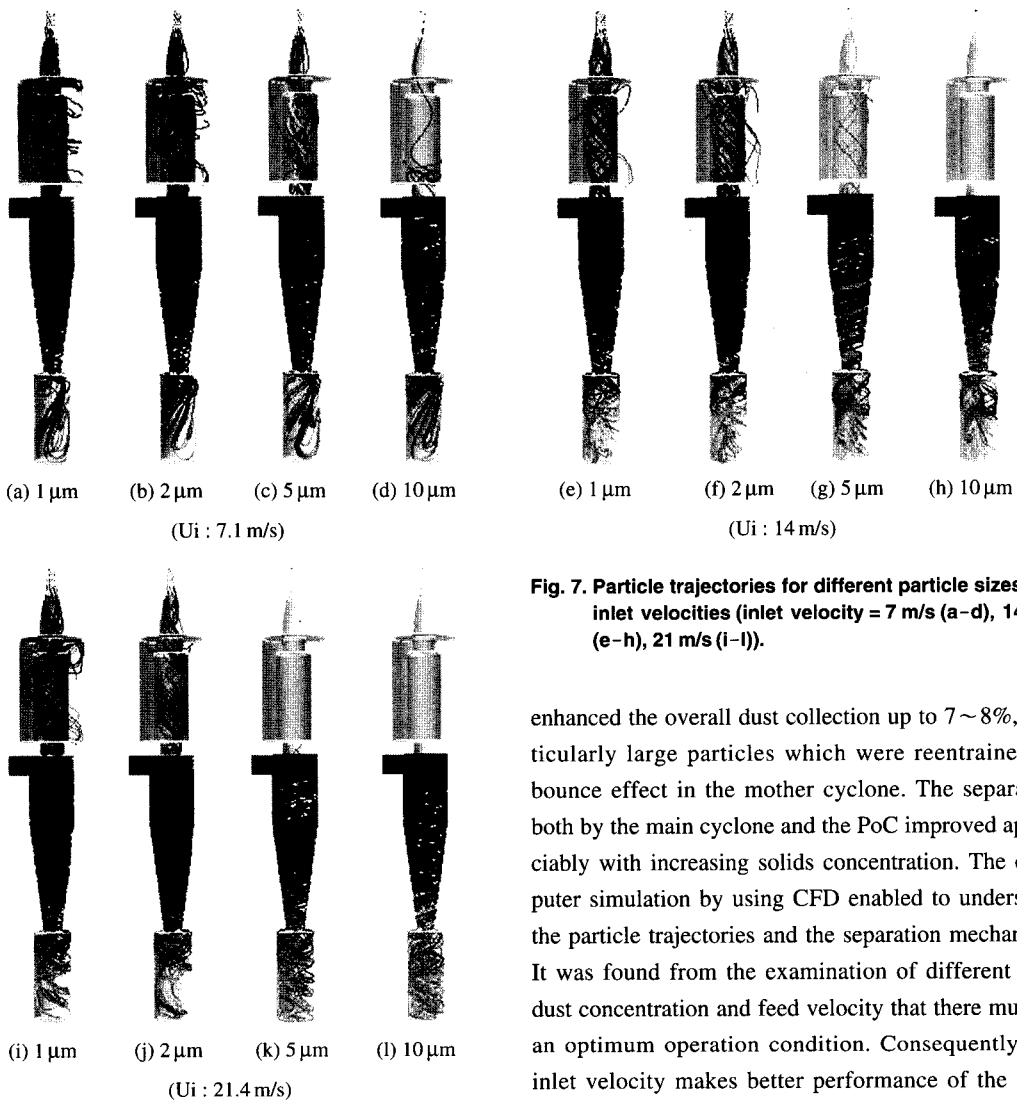 (a) 1 μm (b) 2 μm (c) 5 μm (d) 10 μm
(Ui : 7.1 m/s)
(e) 1 μm (f) 2 μm (g) 5 μm (h) 10 μm
(Ui : 14 m/s)
(i) 1 μm (j) 2 μm (k) 5 μm (l) 10 μm
(Ui : 21.4 m/s)
Fig. 7. Particle trajectories for different particle sizes
inlet velocities (inlet velocity = 7 m/s (a-d), 14
(e-h), 21 m/s (i-l)).
enhanced the overall dust collection up to 7~8%,
ticularly large particles which were reentraine
bounce effect in the mother cyclone. The separa
both by the main cyclone and the PoC improved ap
ciably with increasing solids concentration. The
puter simulation by using CFD enabled to unders
the particle trajectories and the separation mechan
It was found from the examination of different
dust concentration and feed velocity that there mu
an optimum operation condition. Consequently
inlet velocity makes better performance of the